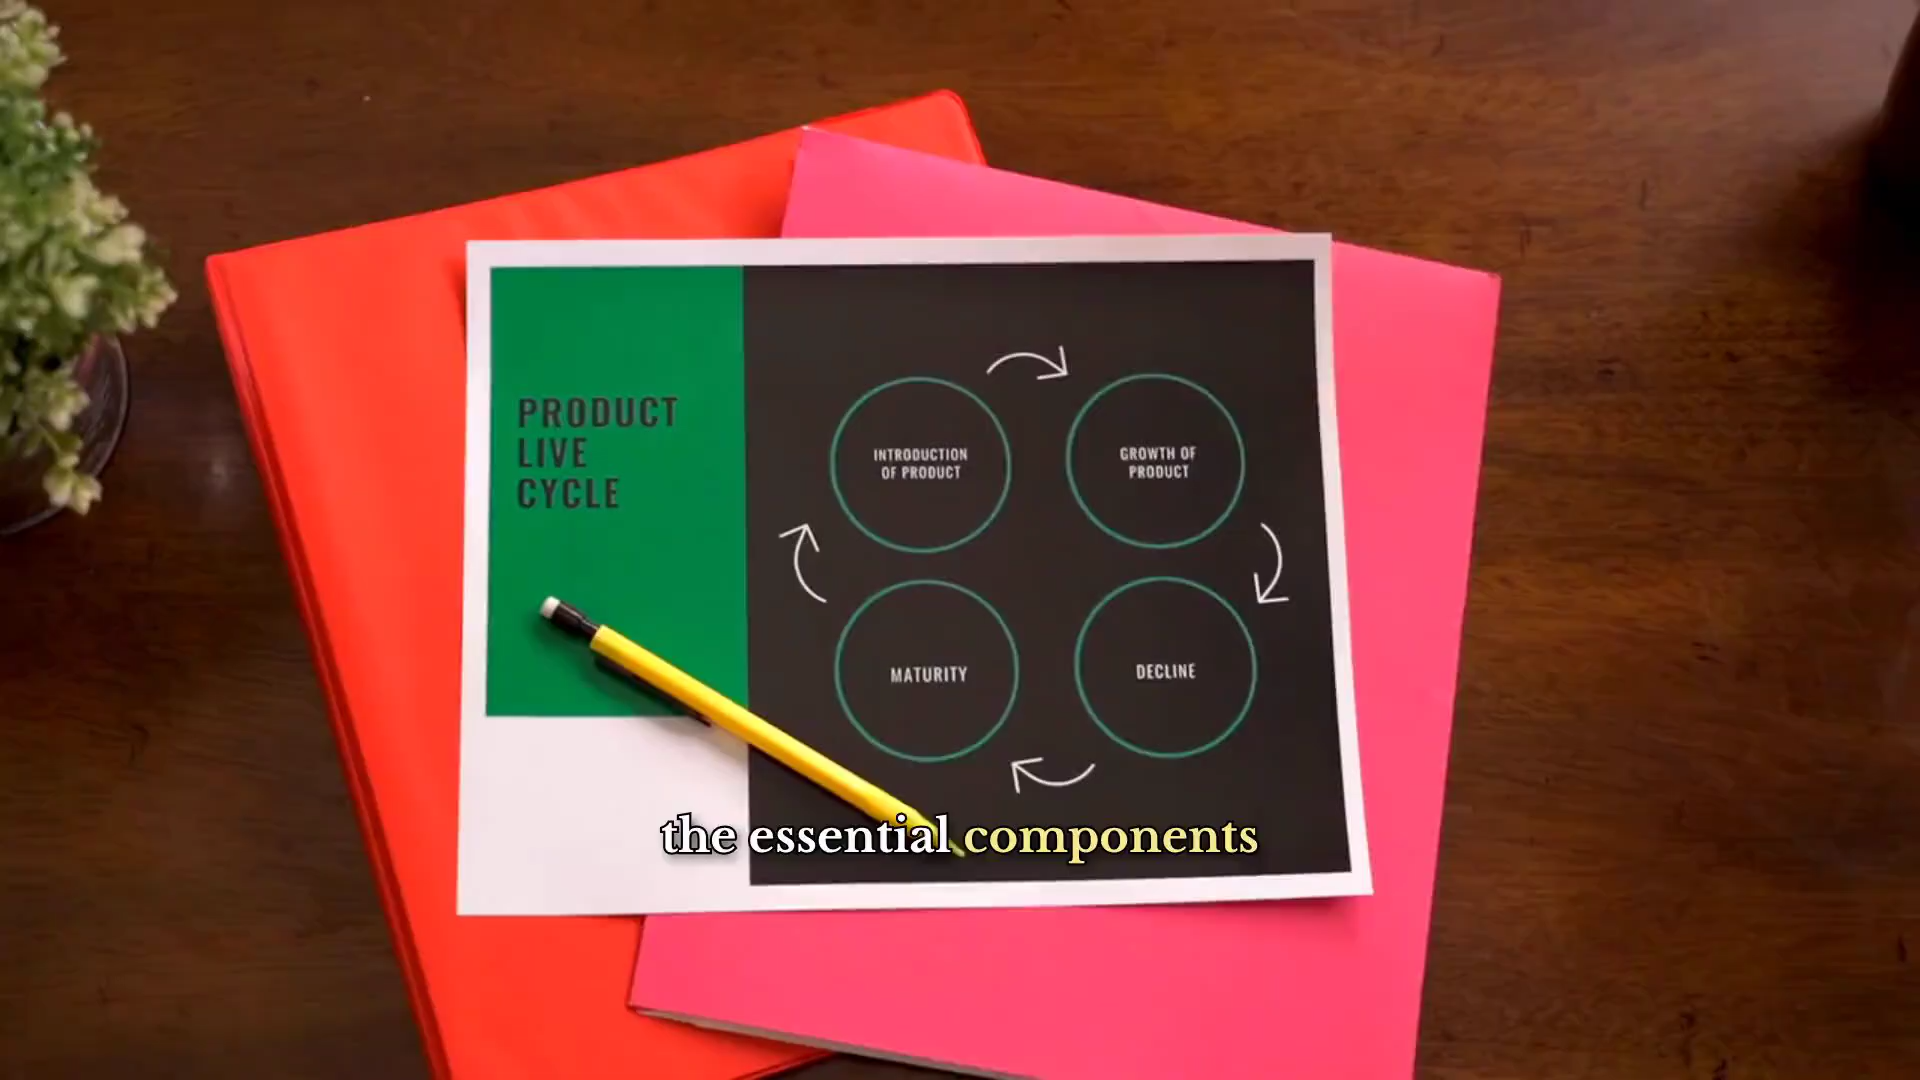 PRODUCT
LIVE
CYCLE
INTRODUCTION
OF PRODUCT
GROWTH OF
PRODUCT
MATURITY
DECLINE
the essential components